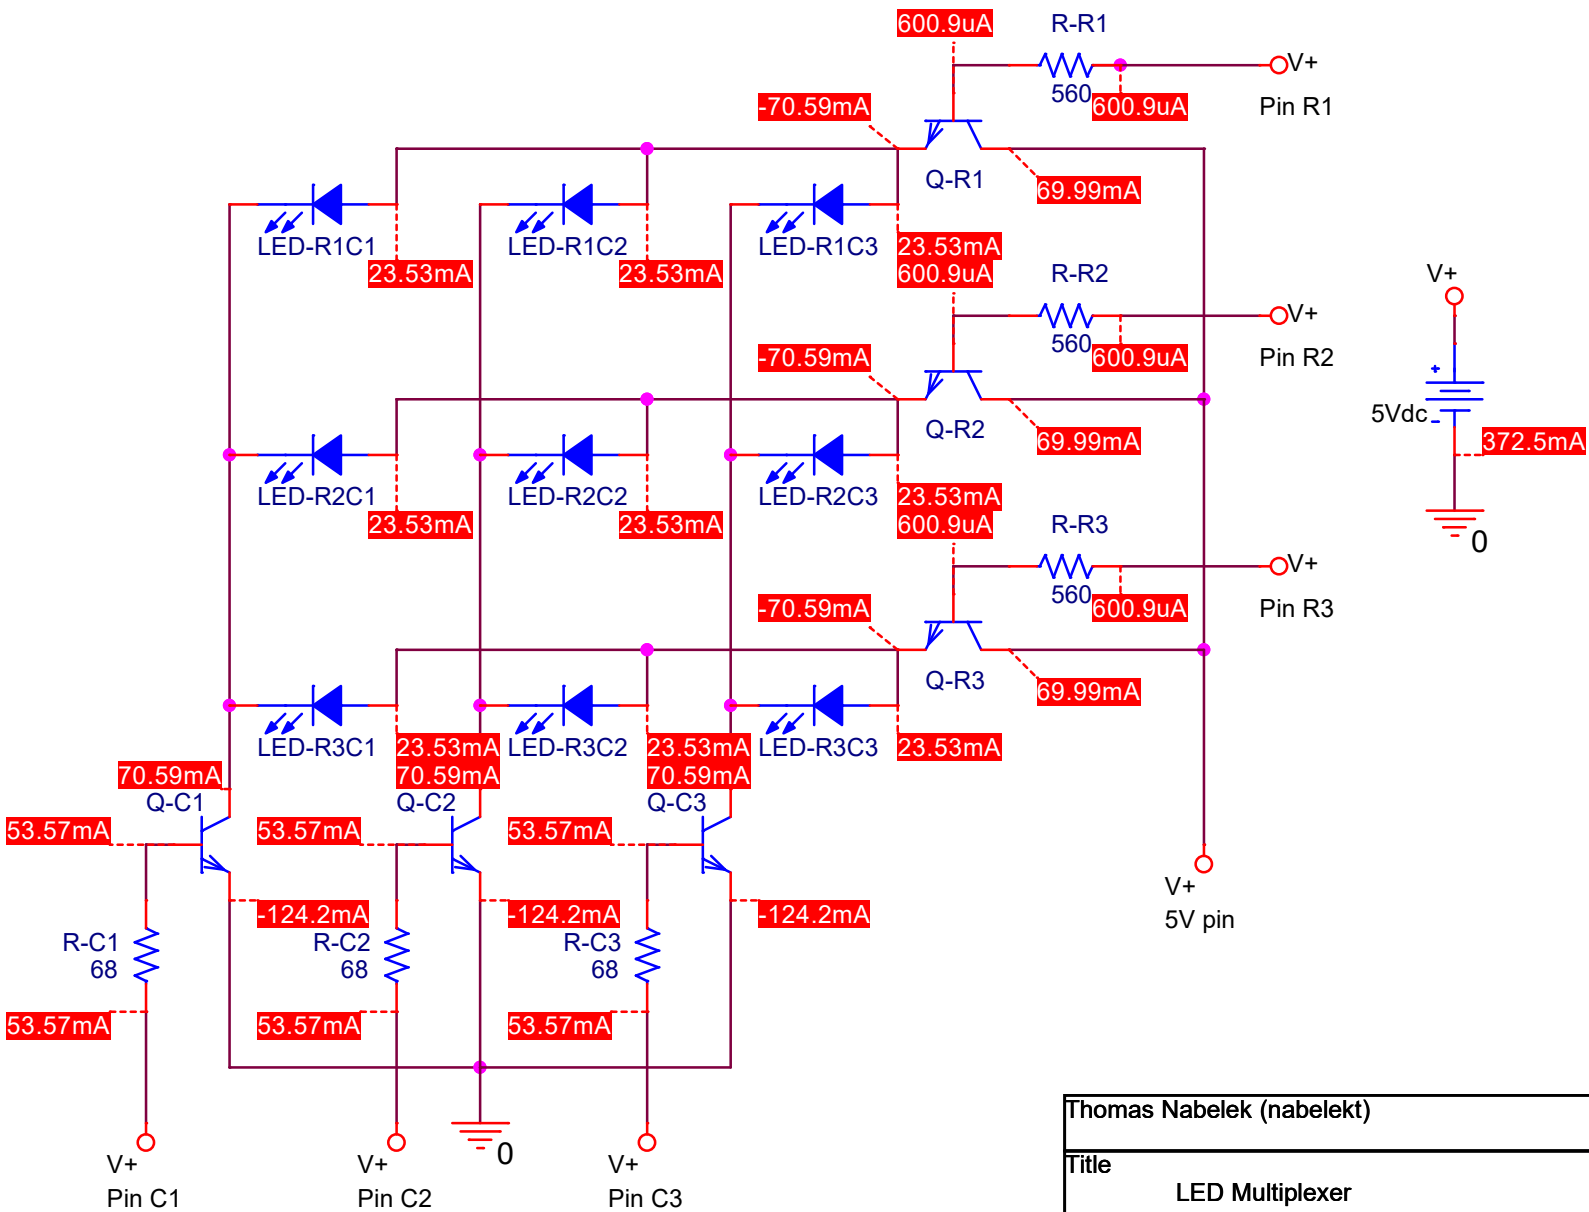 600.9uA
R-R1
V+
560
600.9uA
Pin R1
-70.59mA
Q-R1
69.99mA
LED-R1C1
LED-R1C2
LED-R1C3
23.53mA
23.53mA
23.53mA
600.9uA
R-R2
V+
560
600.9uA
Pin R2
-70.59mA
Q-R2
69.99mA
V+
+
5Vdc
-
372.5mA
0
LED-R2C1
LED-R2C2
LED-R2C3
23.53mA
23.53mA
23.53mA
600.9uA
R-R3
V+
560
600.9uA
Pin R3
-70.59mA
Q-R3
69.99mA
LED-R3C1
LED-R3C2
LED-R3C3
23.53mA
23.53mA
23.53mA
70.59mA
70.59mA
70.59mA
Q-C1
Q-C2
Q-C3
53.57mA
53.57mA
53.57mA
-124.2mA
-124.2mA
-124.2mA
R-C1
68
R-C2
68
R-C3
68
53.57mA
53.57mA
53.57mA
V+
5V pin
0
V+
Pin C1
V+
Pin C2
V+
Pin C3
Thomas Nabelek (nabelekt)
Title
LED Multiplexer